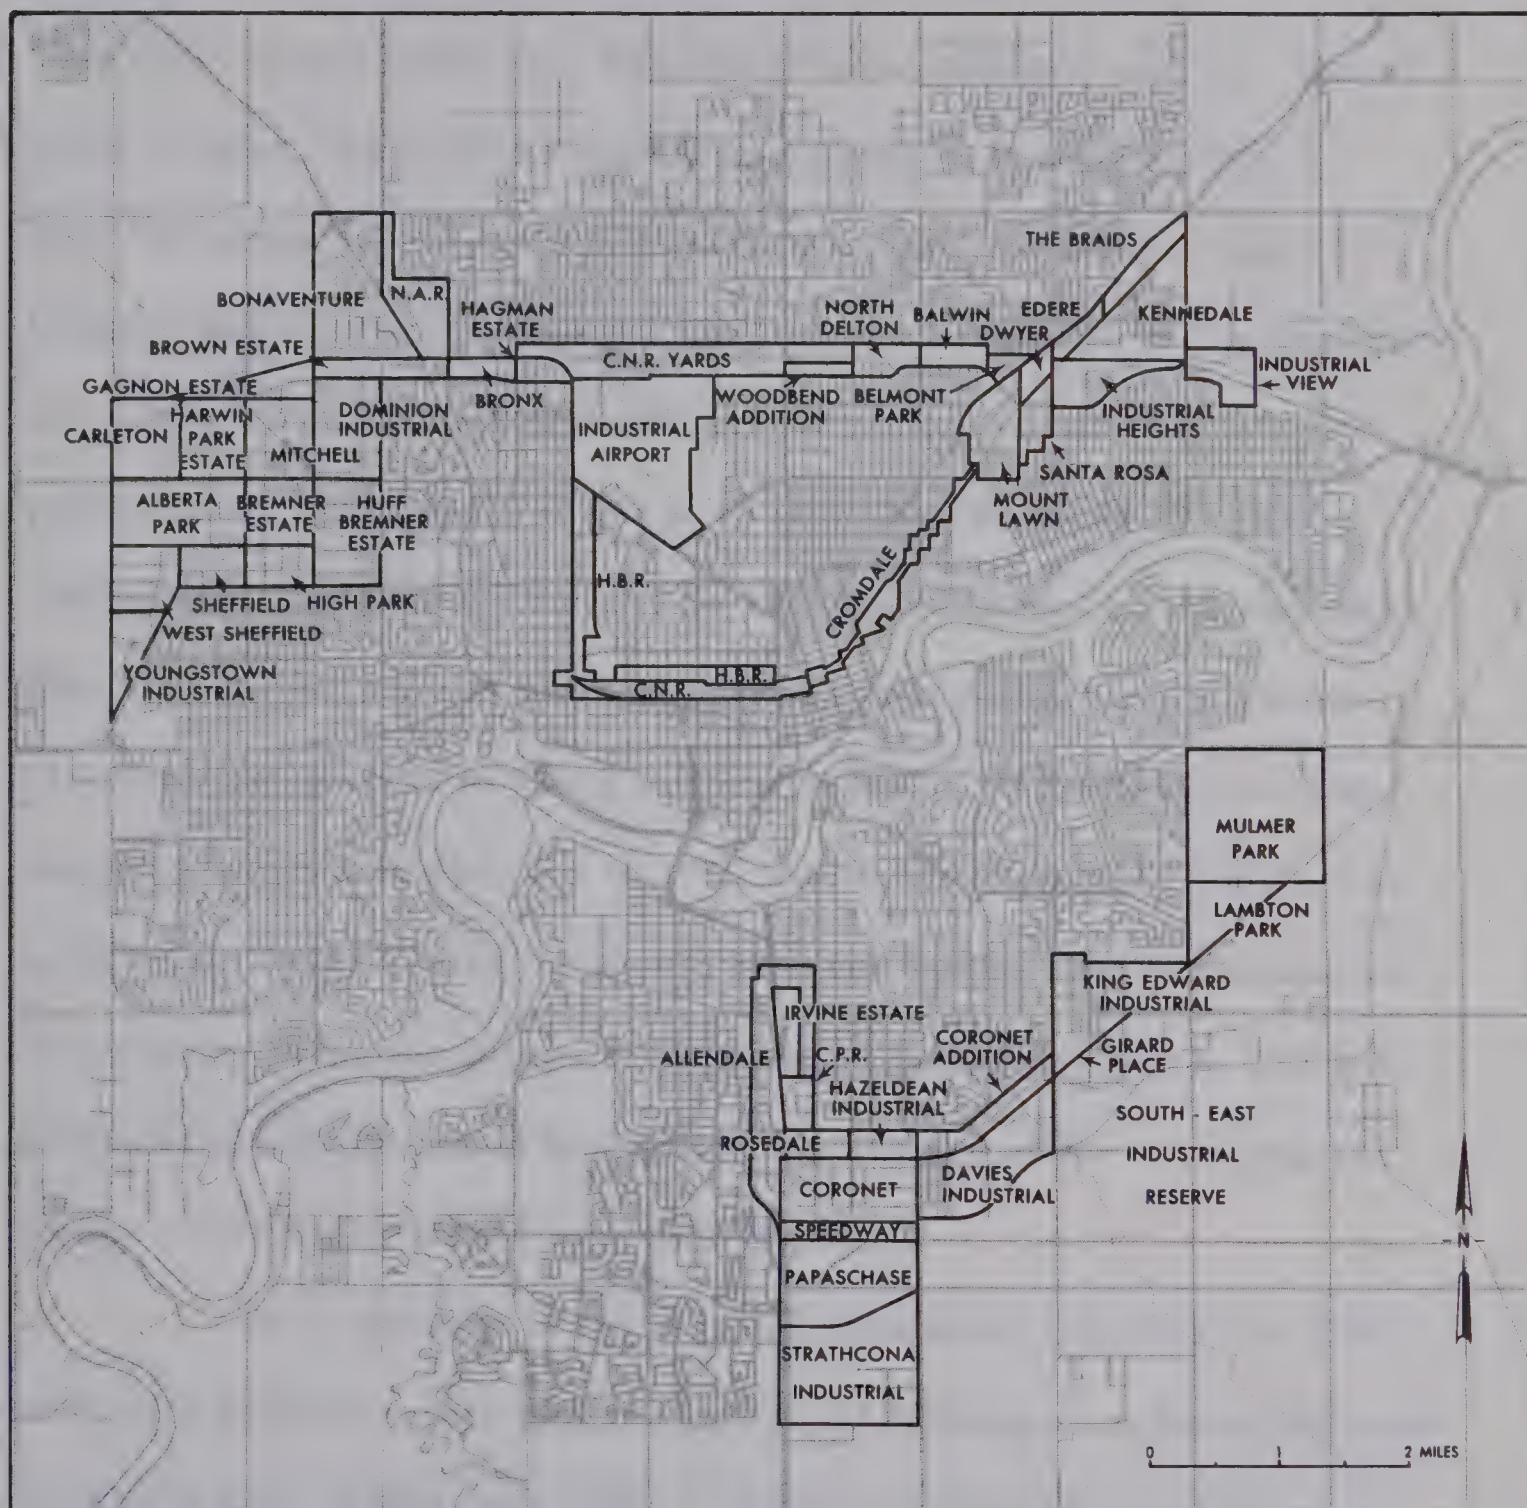 THE BRAIDS
BONAVENTURE
N.A.R.
HAGMAN
ESTATE
NORTH
DELTON
BALWIN
EDERE
DWYER
KENNEDALE
BROWN ESTATE
C.N.R. YARDS
INDUSTRIAL
VIEW
GAGNON ESTATE
BRONX
WOODBEND
ADDITION
BELMONT
PARK
CARLETON
HARWIN
PARK
ESTATE
DOMINION
INDUSTRIAL
MITCHELL
INDUSTRIAL
AIRPORT
INDUSTRIAL
HEIGHTS
SANTA ROSA
MOUNT
LAWN
ALBERTA
PARK
BREMNER
ESTATE
HUFF
BREMNER
ESTATE
H.B.R.
CROMDALE
SHEFFIELD
HIGH PARK
WEST SHEFFIELD
YOUNGSTOWN
INDUSTRIAL
H.B.R.
C.N.R.
MULMER
PARK
LAMBTON
PARK
KING EDWARD
INDUSTRIAL
IRVINE ESTATE
ALLENDALE
C.P.R.
CORONET
ADDITION
GIRARD
PLACE
HAZELDEAN
INDUSTRIAL
SOUTH - EAST
INDUSTRIAL
RESERVE
ROSEDALE
DAVIES
INDUSTRIAL
CORONET
SPEEDWAY
PAPASCHASE
STRATHCONA
INDUSTRIAL
-N-
0 1 2 MILES